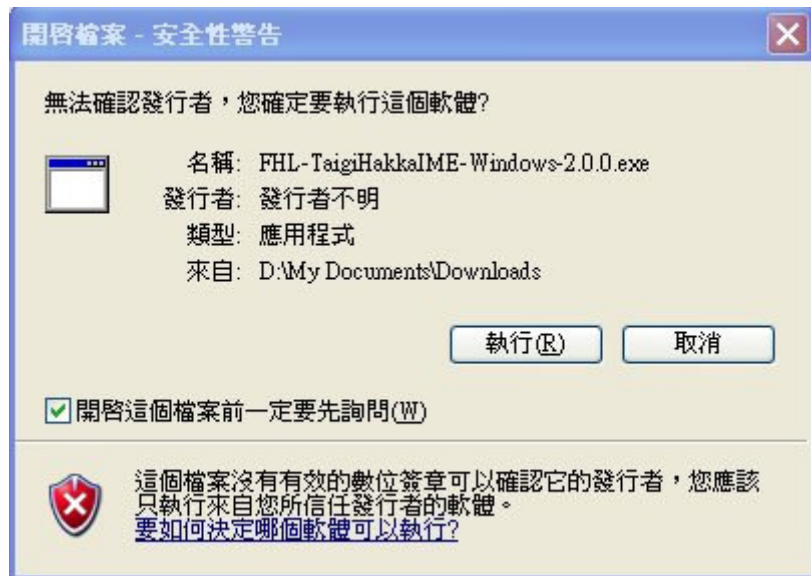 開啓檔案 - 安全性警告
無法確認發行者，您確定要執行這個軟體?
名稱: FHL-TaigiHakkaIME-Windows-2.0.0.exe
發行者: 發行者不明
類型: 應用程式
來自: D:\My Documents\Downloads
執行(R) 取消
開啓這個檔案前一定要先詢問(W)
這個檔案沒有有效的數位簽章可以確認它的發行者，您應該
只執行來自您所信任發行者的軟體。
要如何決定哪個軟體可以執行?